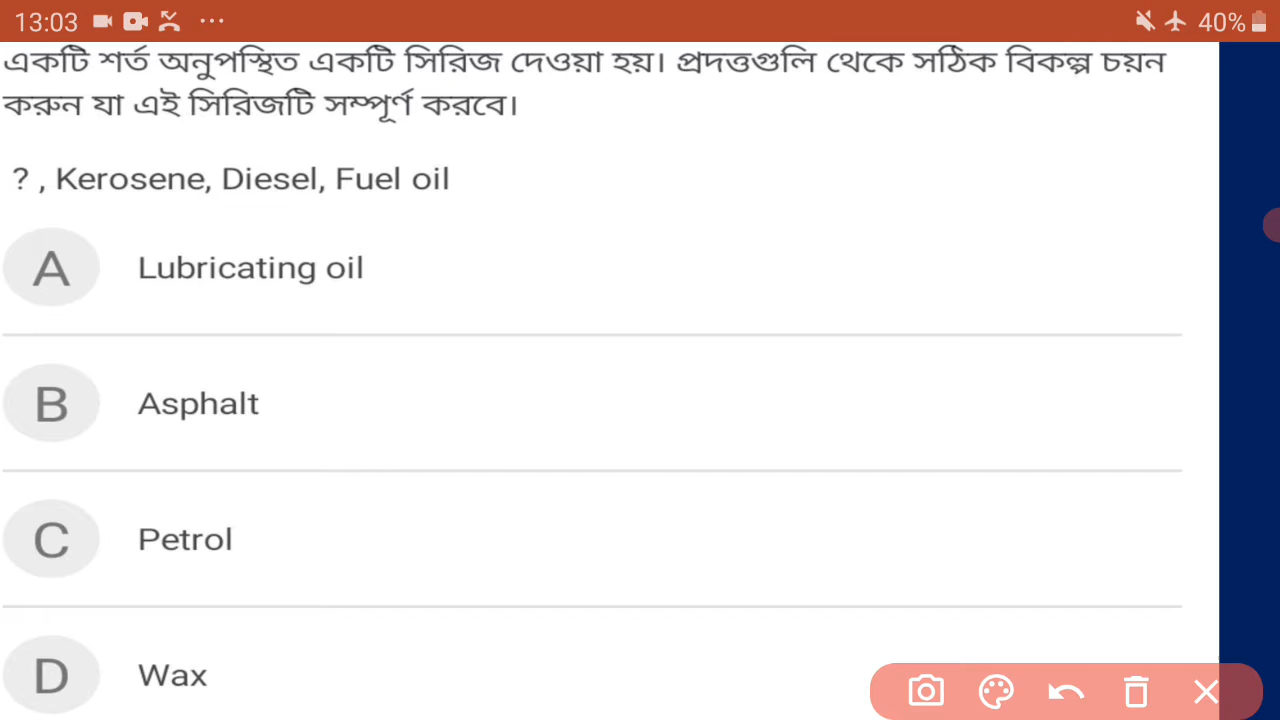 13:03
40%
একটি শর্ত অনুপস্থিত একটি সিরিজ দেওয়া হয়। প্রদত্তগুলি থেকে সঠিক বিকল্প চয়ন
করুন যা এই সিরিজটি সম্পূর্ণ করবে।
? , Kerosene, Diesel, Fuel oil
A Lubricating oil
B Asphalt
C Petrol
D Wax